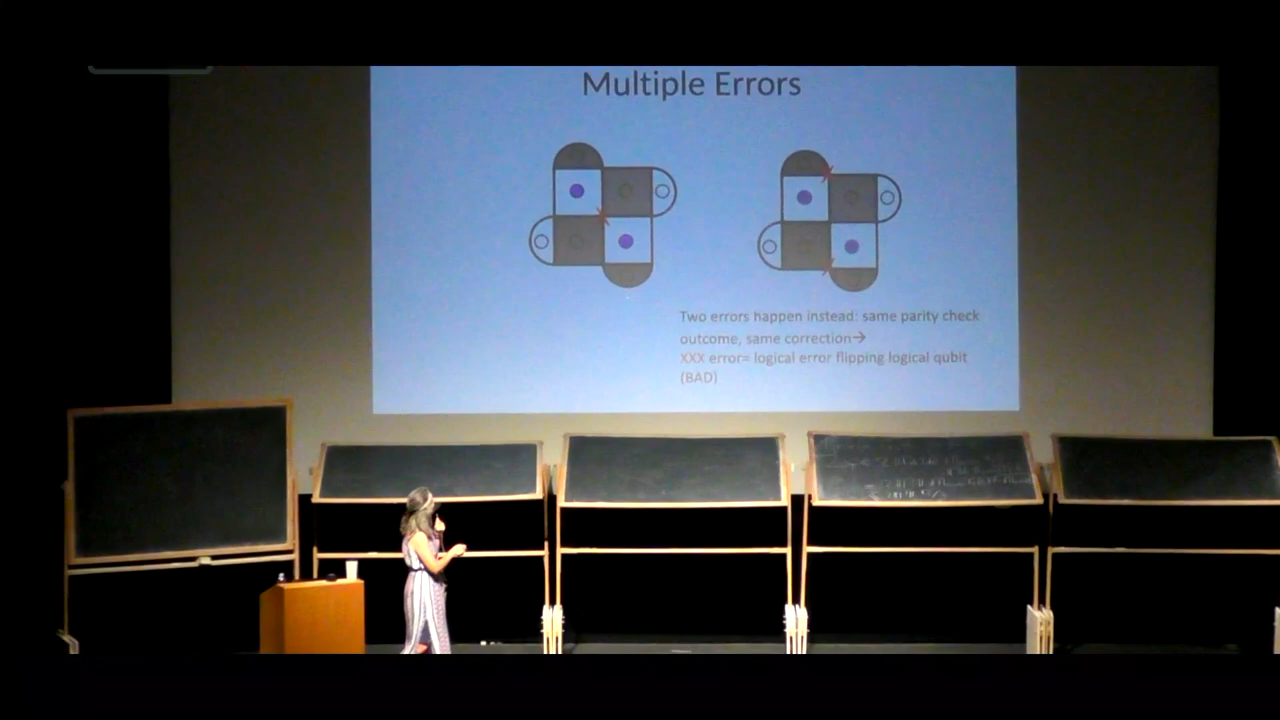 Multiple Errors
Two errors happen instead: same parity check
outcome, same correction→
XXX error= logical error flipping logical qubit
(BAD)